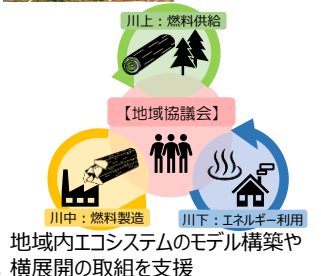 川上：燃料供給
【地域協議会】
川中：燃料製造
川下：エネルギー利用
地域内エコシステムのモデル構築や
横展開の取組を支援